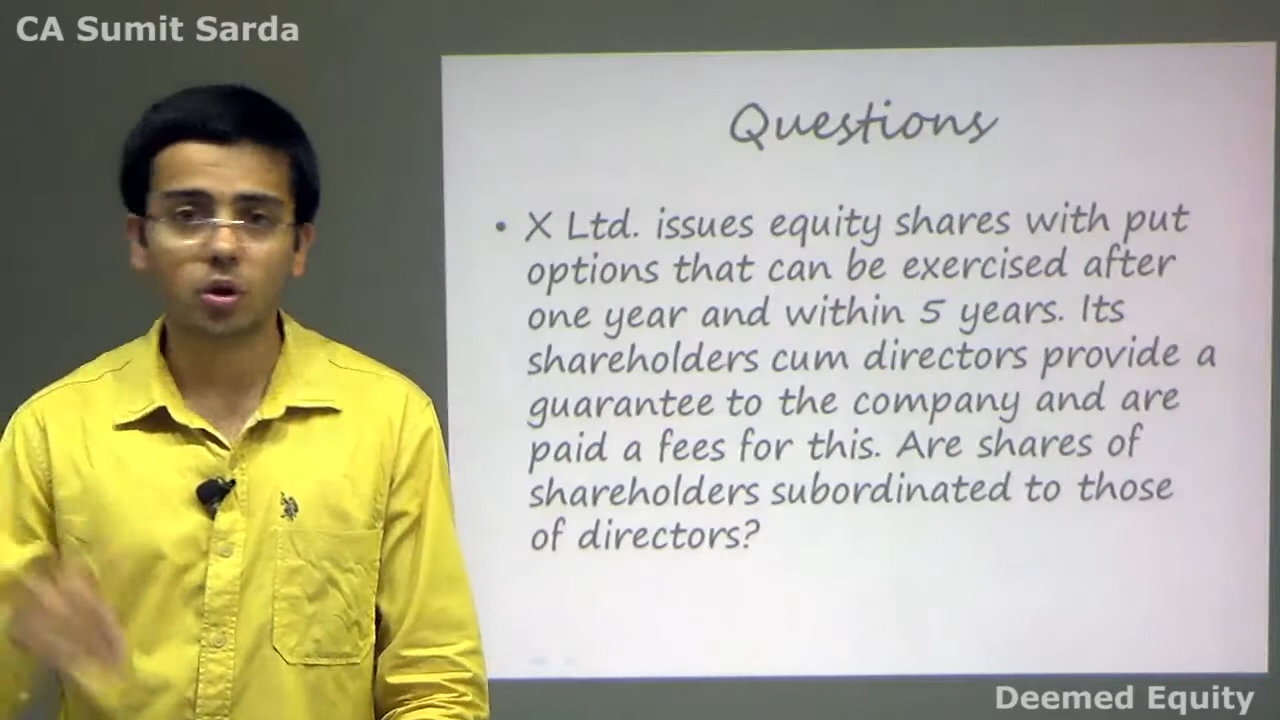 CA Sumit Sarda
Questions
• X Ltd. issues equity shares with put
options that can be exercised after
one year and within 5 years. Its
shareholders cum directors provide a
guarantee to the company and are
paid a fees for this. Are shares of
shareholders subordinated to those
of directors?
Deemed Equity